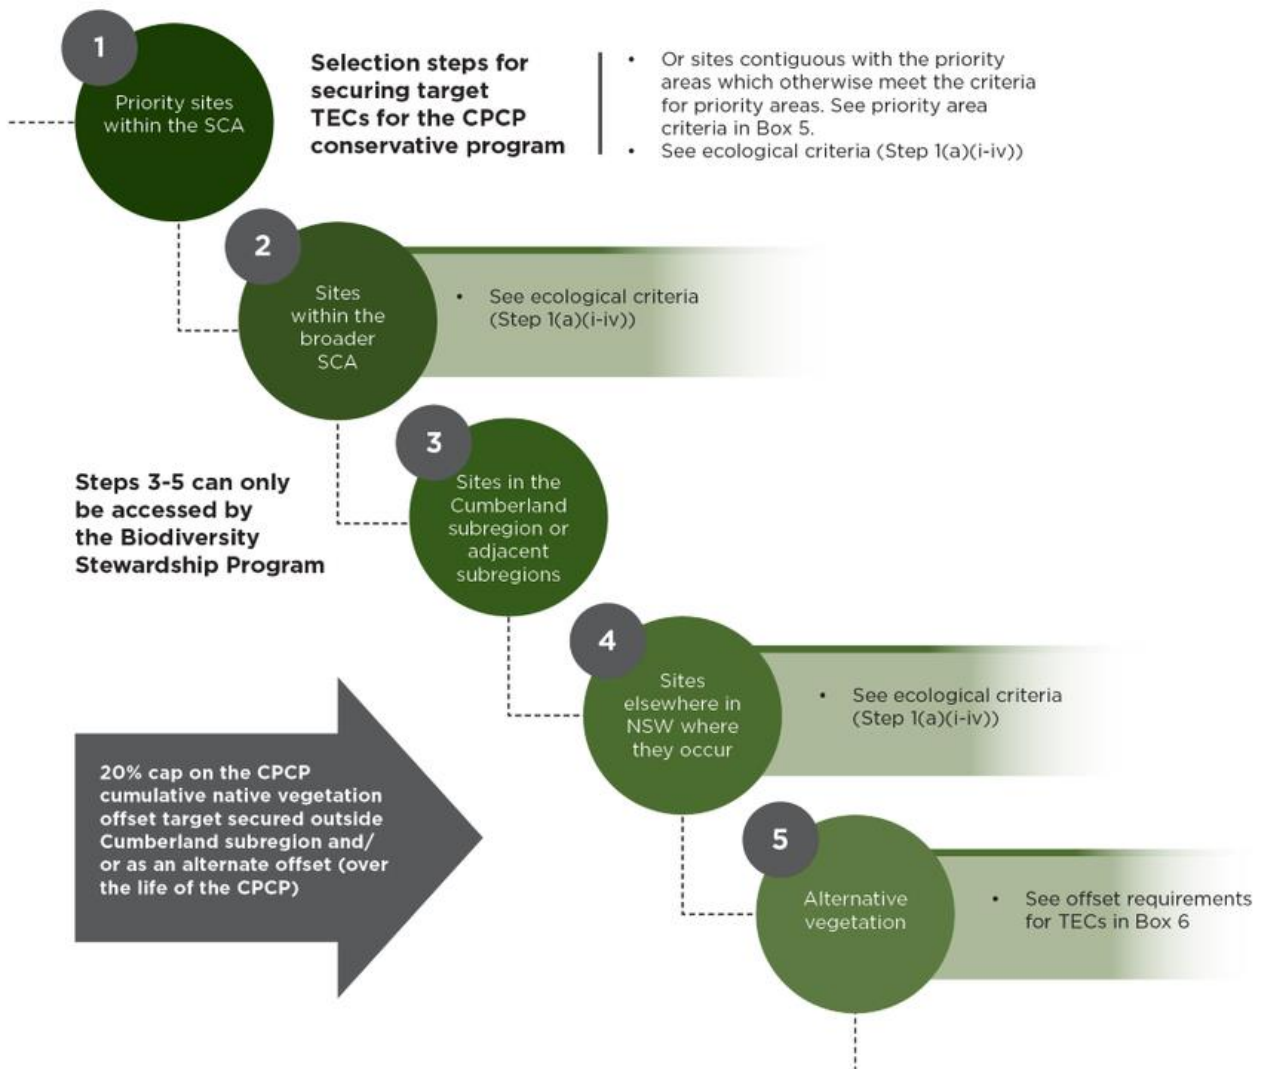 1
Priority sites
within the SCA
Selection steps for
securing target
TECs for the CPCP
conservative program
• Or sites contiguous with the priority
areas which otherwise meet the criteria
for priority areas. See priority area
criteria in Box 5.
• See ecological criteria (Step 1(a)(i-iv))
2
Sites
within the
broader
SCA
• See ecological criteria
(Step 1(a)(i-iv))
3
Sites in the
Cumberland
subregion or
adjacent
subregions
Steps 3-5 can only
be accessed by
the Biodiversity
Stewardship Program
4
Sites
elsewhere in
NSW where
they occur
• See ecological criteria
(Step 1(a)(i-iv))
20% cap on the CPCP
cumulative native vegetation
offset target secured outside
Cumberland subregion and/
or as an alternate offset (over
the life of the CPCP)
5
Alternative
vegetation
• See offset requirements
for TECs in Box 6